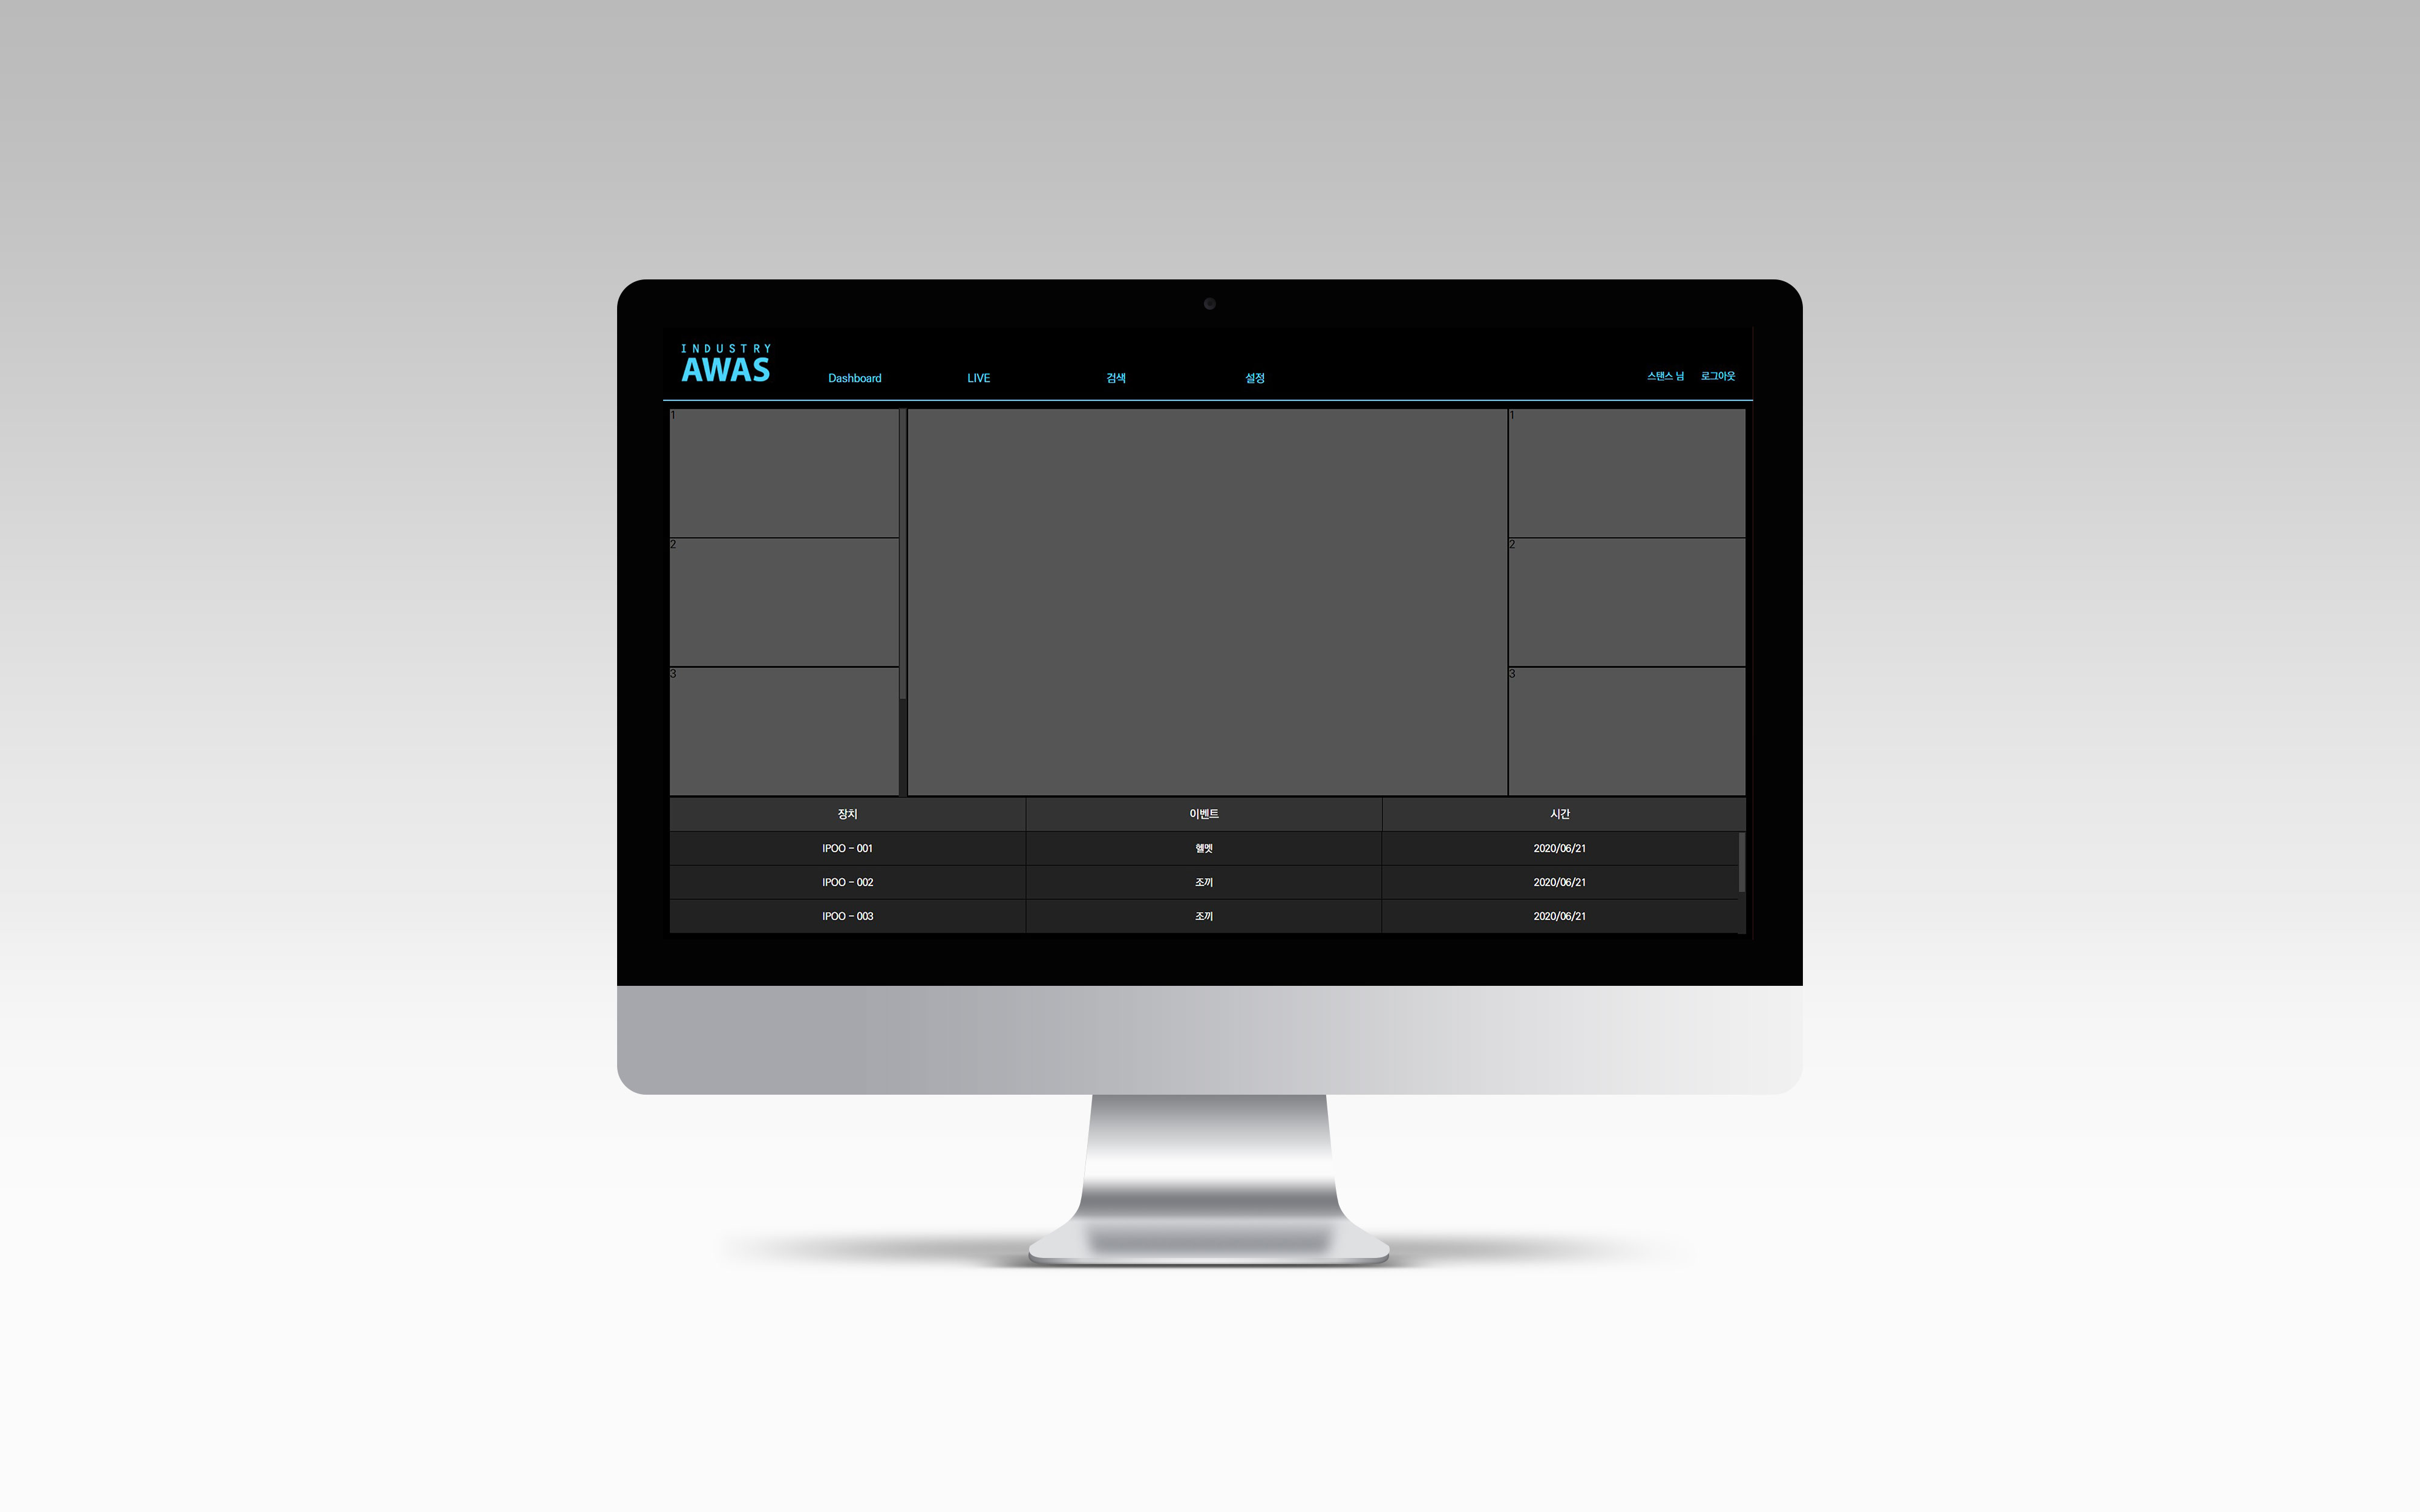 INDUSTRY
AWAS
Dashboard LIVE 검색 설정 스탠스 님 로그아웃
1 1
2 2
3 3
장치 이벤트 시간
IPOO - 001 헬멧 2020/06/21
IPOO - 002 조끼 2020/06/21
IPOO - 003 조끼 2020/06/21